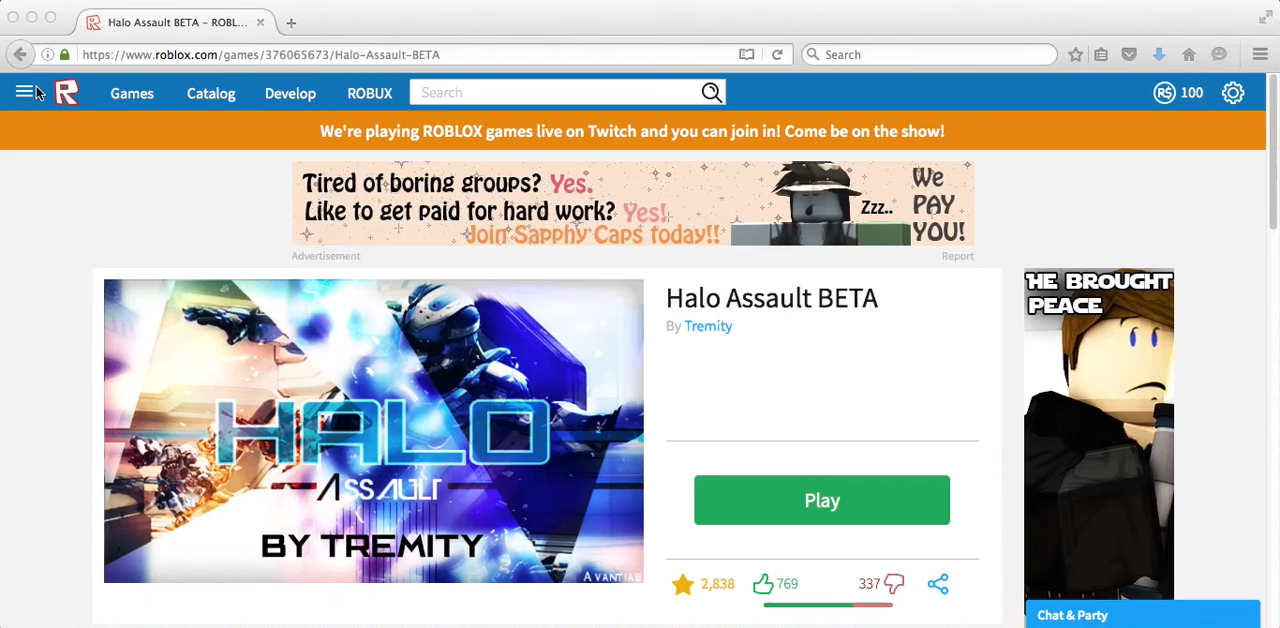 Halo Assault BETA – ROBL...
https://www.roblox.com/games/376065673/Halo-Assault-BETA
Search
R
Games
Catalog
Develop
ROBUX
Search
R$ 100
We're playing ROBLOX games live on Twitch and you can join in! Come be on the show!
Tired of boring groups? Yes.
Like to get paid for hard work? Yes!
Join Sapphy Caps today!!
Zzz..
We
PAY
YOU!
Advertisement
Report
HALO
ASSAULT
BY TREMITY
AVANTIAE
Halo Assault BETA
By Tremity
Play
2,838
769
337
HE BROUGHT
PEACE
Chat & Party